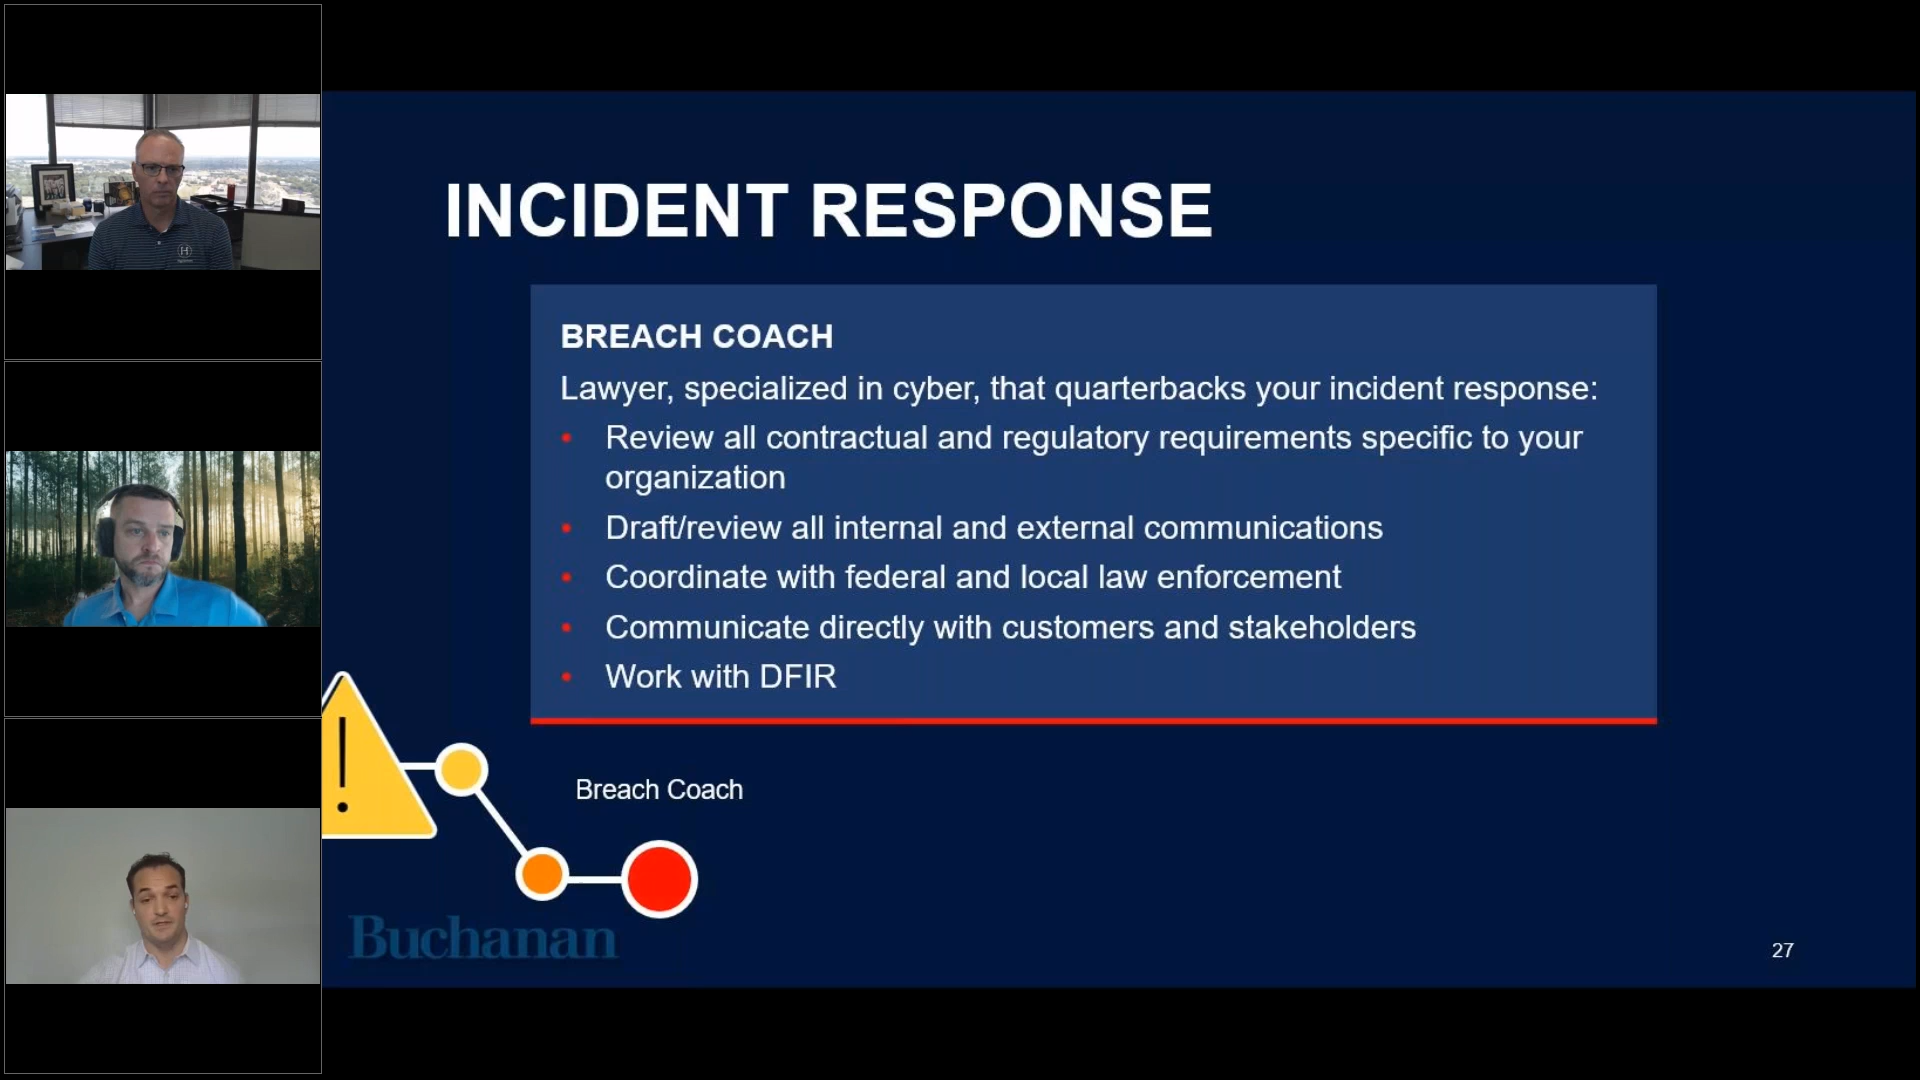 INCIDENT RESPONSE
BREACH COACH
Lawyer, specialized in cyber, that quarterbacks your incident response:
• Review all contractual and regulatory requirements specific to your
organization
• Draft/review all internal and external communications
• Coordinate with federal and local law enforcement
• Communicate directly with customers and stakeholders
• Work with DFIR
!
Breach Coach
Buchanan
27
H